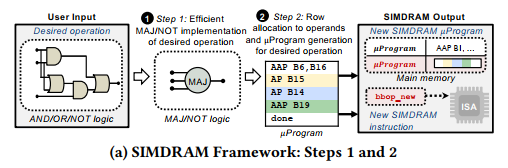 User Input
Desired operation
AND/OR/NOT logic
1 Step 1: Efficient
MAJ/NOT implementation
of desired operation
MAJ
MAJ/NOT logic
2 Step 2: Row
allocation to operands
and μProgram generation
for desired operation
AAP B6,B16
AP B15
AP B14
AAP B19
done
μProgram
SIMDRAM Output
New SIMDRAM μProgram
μProgram AAP B1, ...
μProgram
Main memory
bbop_new
ISA
New SIMDRAM
instruction
(a) SIMDRAM Framework: Steps 1 and 2